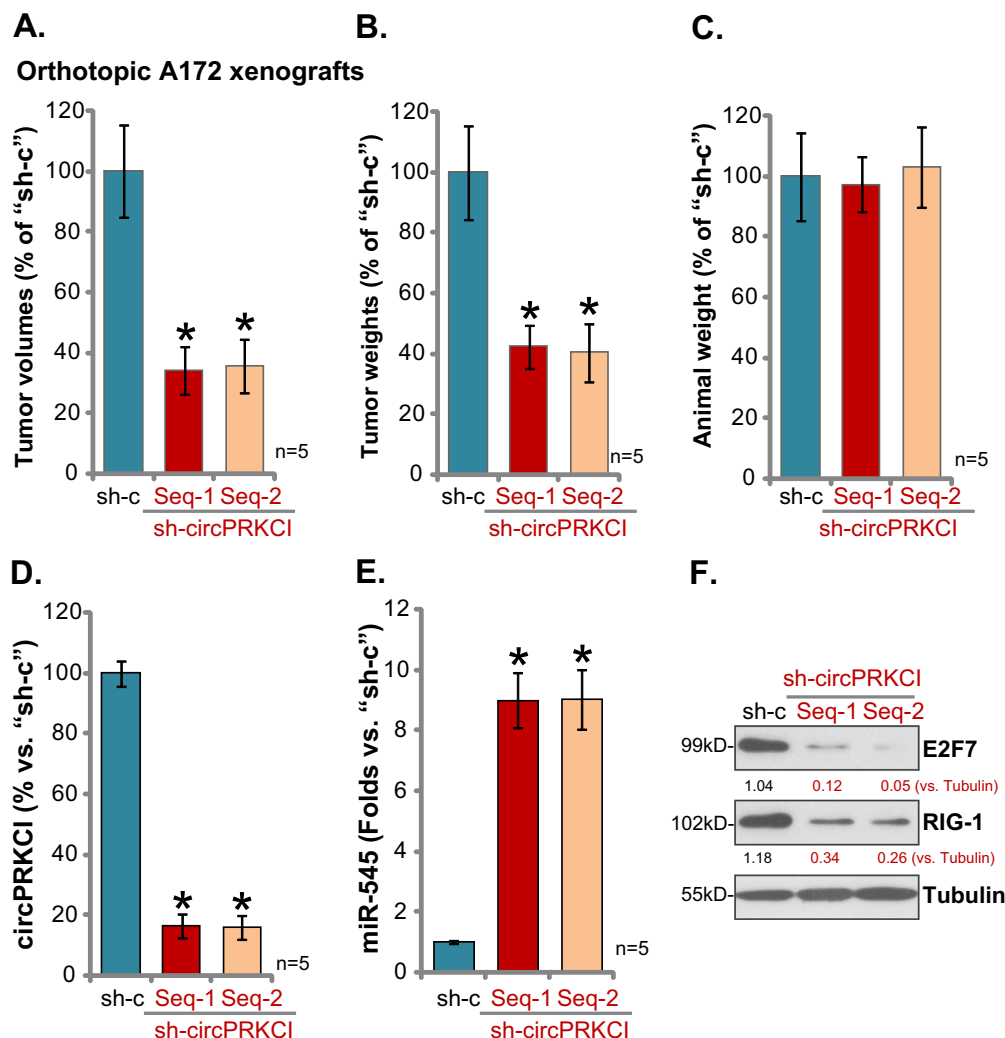 A.
Orthotopic A172 xenografts
Tumor volumes (% of “sh-c”)
120
100
80
60
40
20
0
*
*
n=5
sh-c
Seq-1
Seq-2
sh-circPRKCI
B.
Tumor weights (% of “sh-c”)
120
100
80
60
40
20
0
*
*
n=5
sh-c
Seq-1
Seq-2
sh-circPRKCI
C.
Animal weight (% of “sh-c”)
120
100
80
60
40
20
0
n=5
sh-c
Seq-1
Seq-2
sh-circPRKCI
D.
circPRKCI (% vs. “sh-c”)
120
100
80
60
40
20
0
*
*
n=5
sh-c
Seq-1
Seq-2
sh-circPRKCI
E.
miR-545 (Folds vs. “sh-c”)
12
10
8
6
4
2
0
*
*
n=5
sh-c
Seq-1
Seq-2
sh-circPRKCI
F.
sh-circPRKCI
sh-c Seq-1 Seq-2
99kD- E2F7
1.04 0.12 0.05 (vs. Tubulin)
102kD- RIG-1
1.18 0.34 0.26 (vs. Tubulin)
55kD- Tubulin